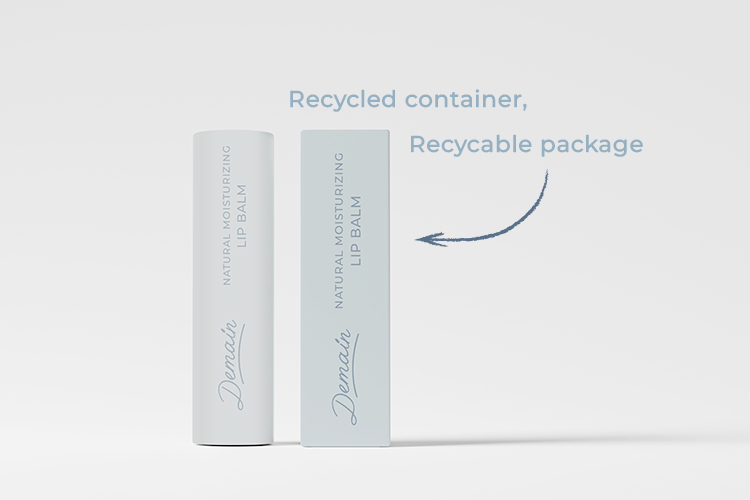 Recycled container,
Recycable package
NATURAL MOISTURIZING
LIP BALM
Demain
NATURAL MOISTURIZING
LIP BALM
Demain